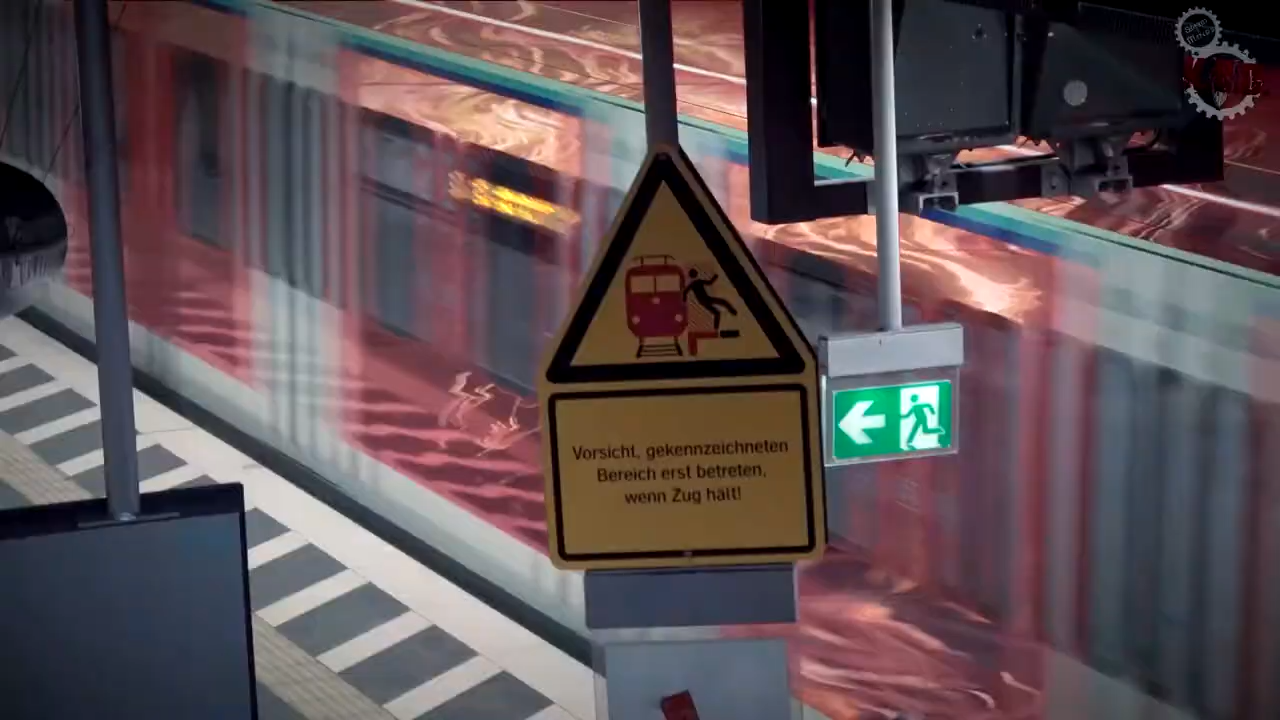 Vorsicht, gekennzeichneten
Bereich erst betreten,
wenn Zug hält!